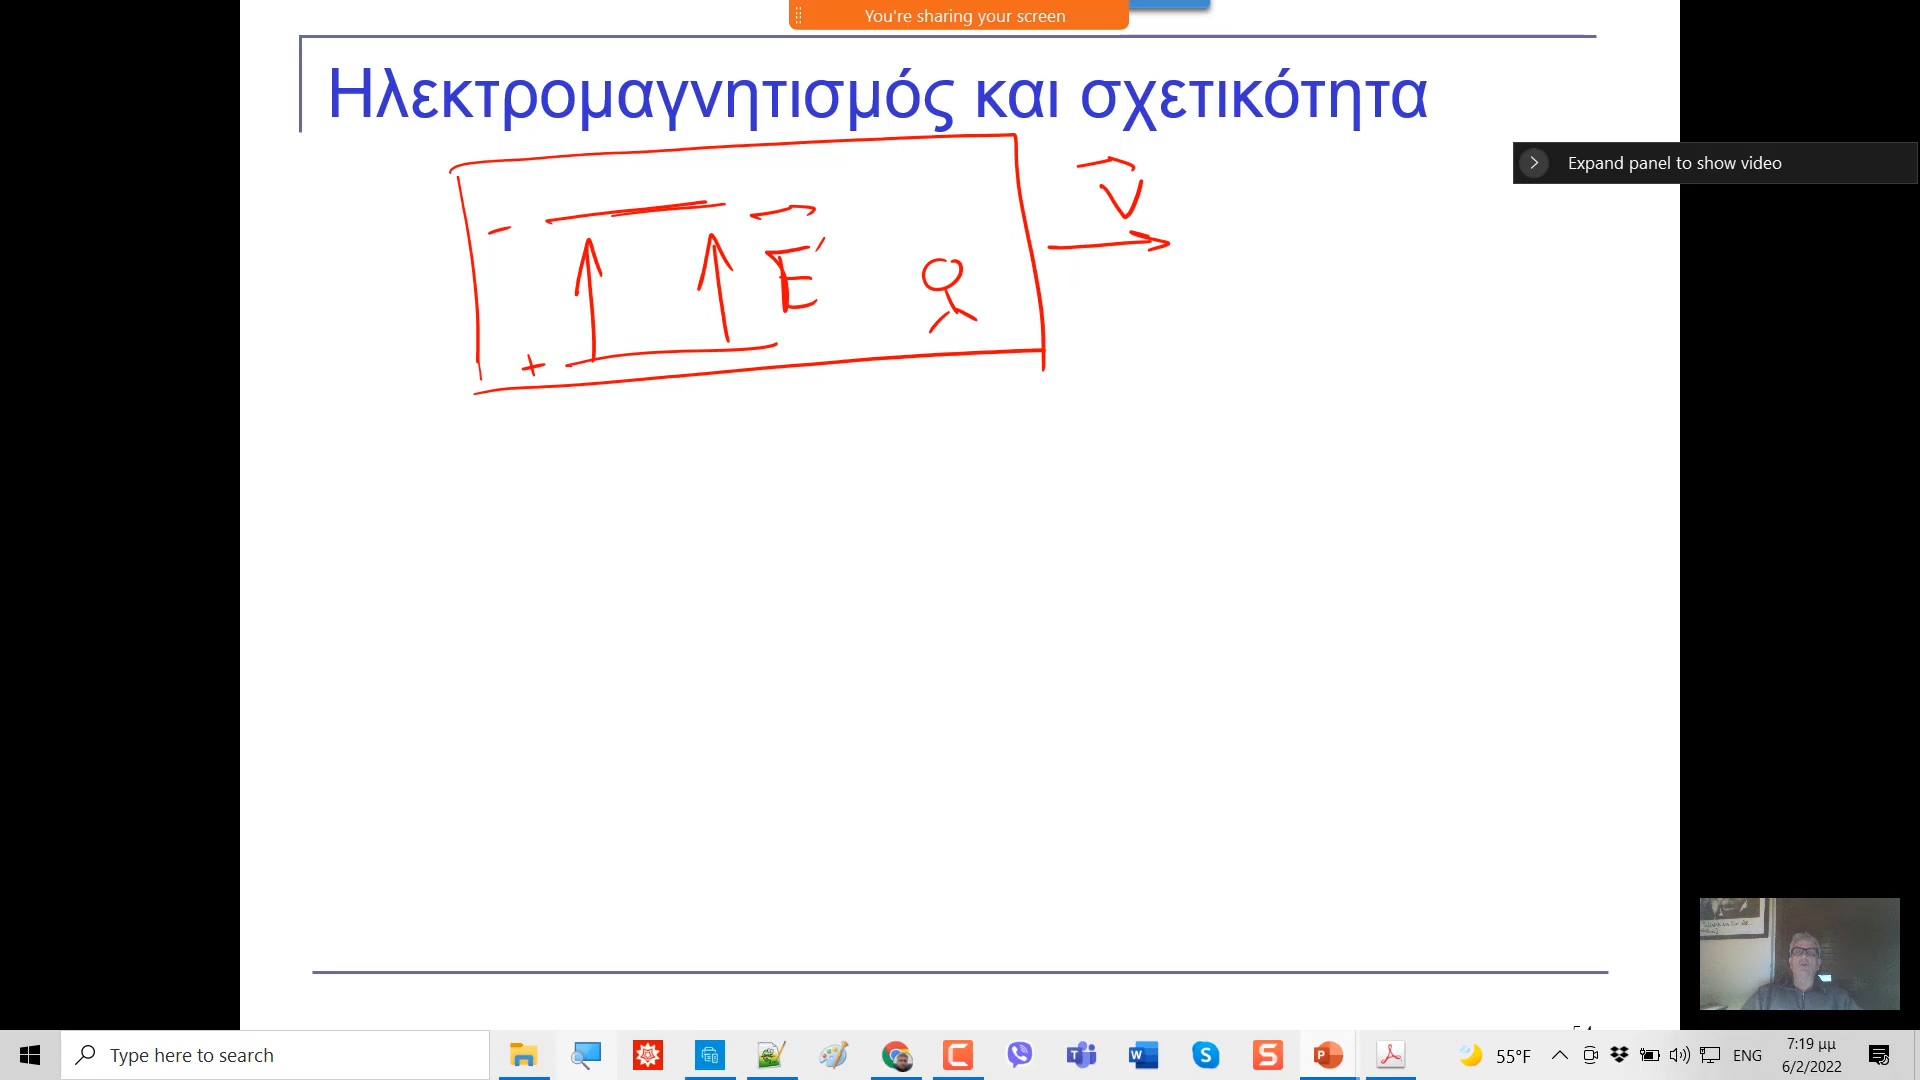 You're sharing your screen
Ηλεκτρομαγνητισμός και σχετικότητα
Expand panel to show video
V
- E'
+
Type here to search
55°F
ENG
7:19 μμ
6/2/2022